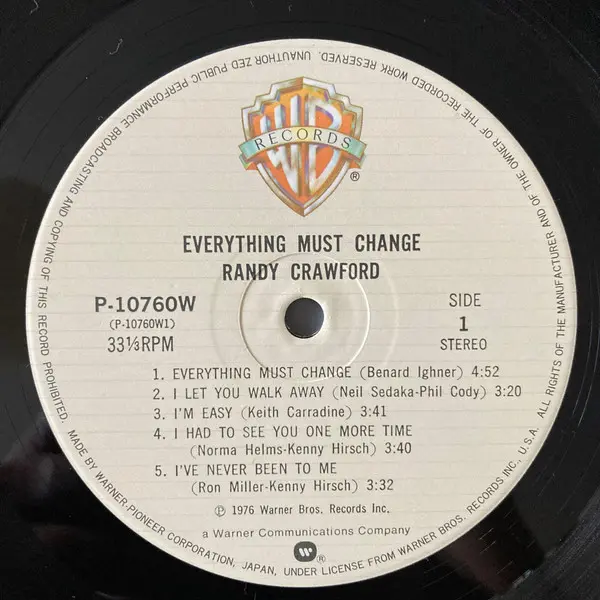 ALL RIGHTS OF THE MANUFACTURER AND OF THE OWNER OF THE RECORDED WORK RESERVED. UNAUTHORIZED PUBLIC PERFORMANCE BROADCASTING AND COPYING OF THIS RECORD PROHIBITED.
WB
RECORDS
®
EVERYTHING MUST CHANGE
RANDY CRAWFORD
P-10760W
(P-10760W1)
33⅓RPM
SIDE
1
STEREO
1. EVERYTHING MUST CHANGE (Benard Ighner) 4:52
2. I LET YOU WALK AWAY (Neil Sedaka-Phil Cody) 3:20
3. I'M EASY (Keith Carradine) 3:41
4. I HAD TO SEE YOU ONE MORE TIME
(Norma Helms-Kenny Hirsch) 3:40
5. I'VE NEVER BEEN TO ME
(Ron Miller-Kenny Hirsch) 3:32
℗ 1976 Warner Bros. Records Inc.
a Warner Communications Company
®
MADE BY WARNER-PIONEER CORPORATION, JAPAN, UNDER LICENSE FROM WARNER BROS. RECORDS INC., U.S.A.